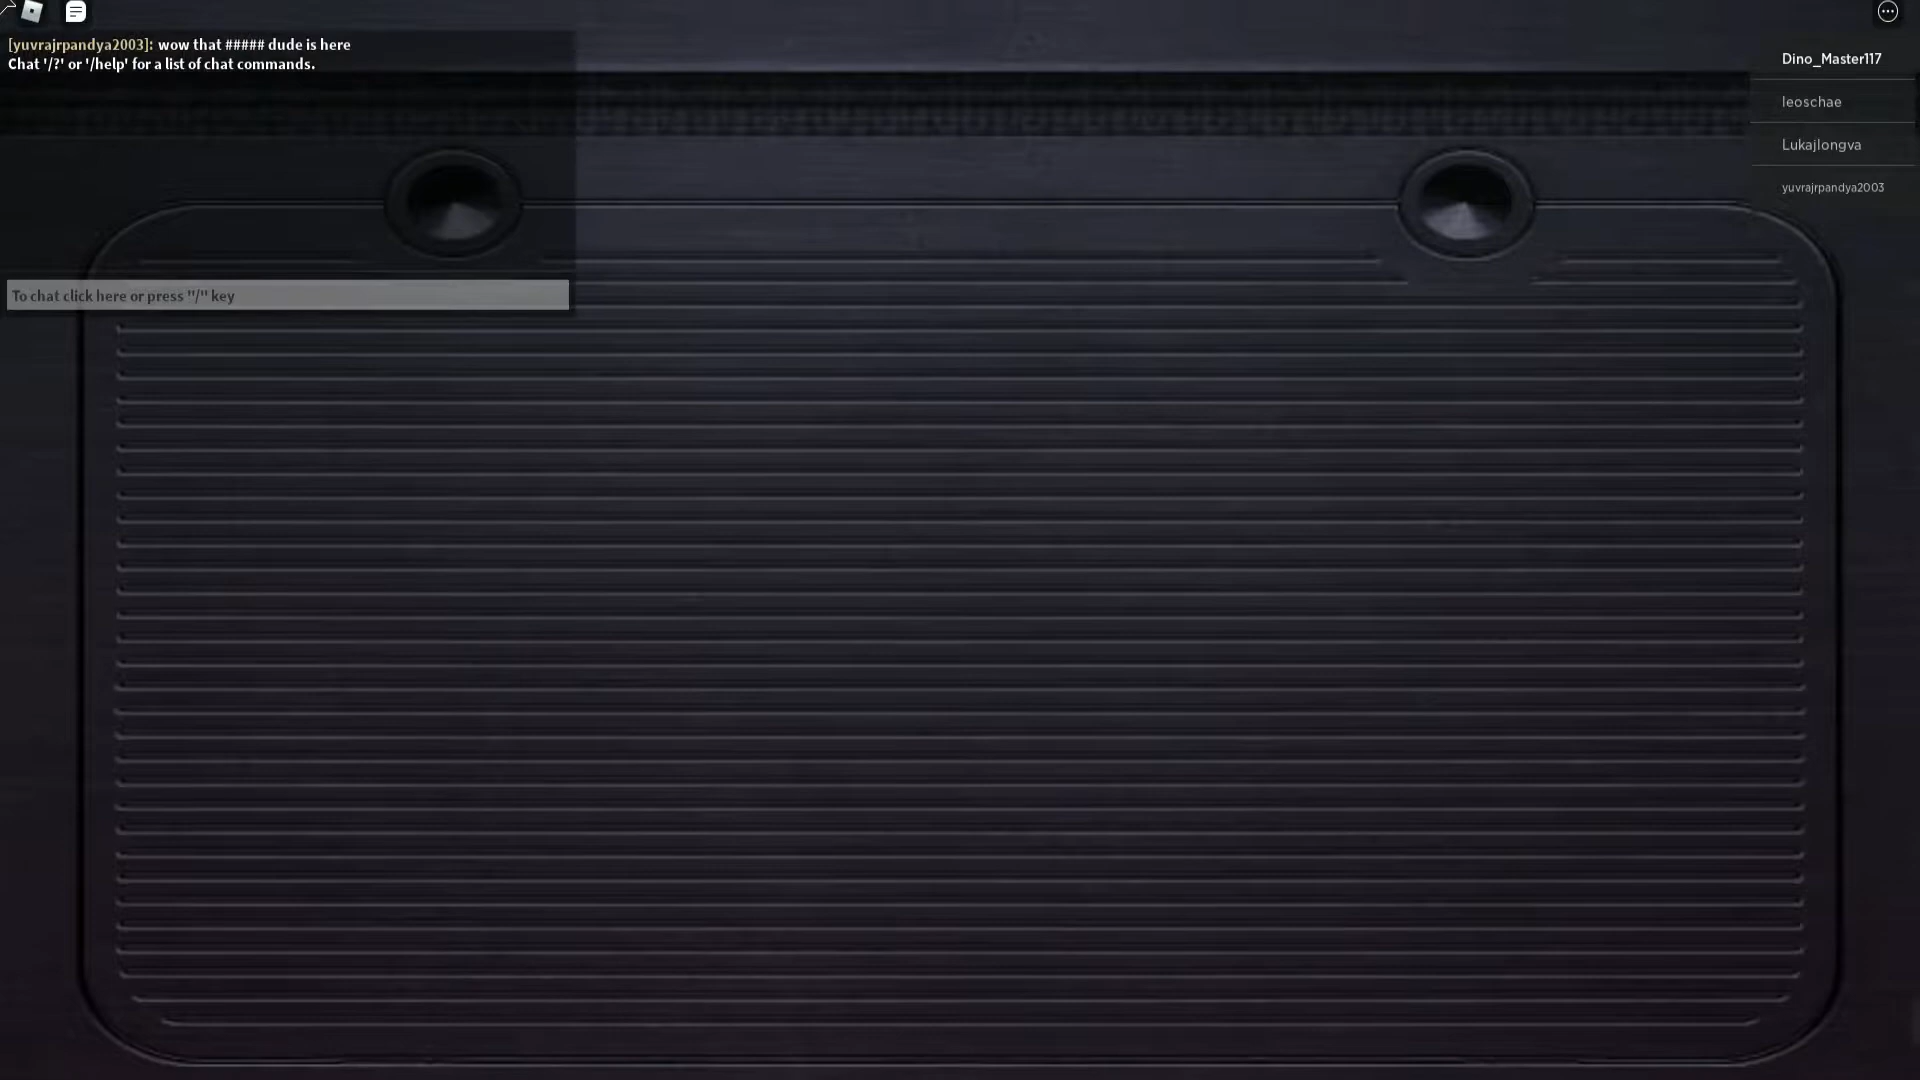 [yuvrajrpandya2003]: wow that ##### dude is here
Chat '/?' or '/help' for a list of chat commands.
To chat click here or press "/" key
Dino_Master117
leoschae
Lukajlongva
yuvrajrpandya2003